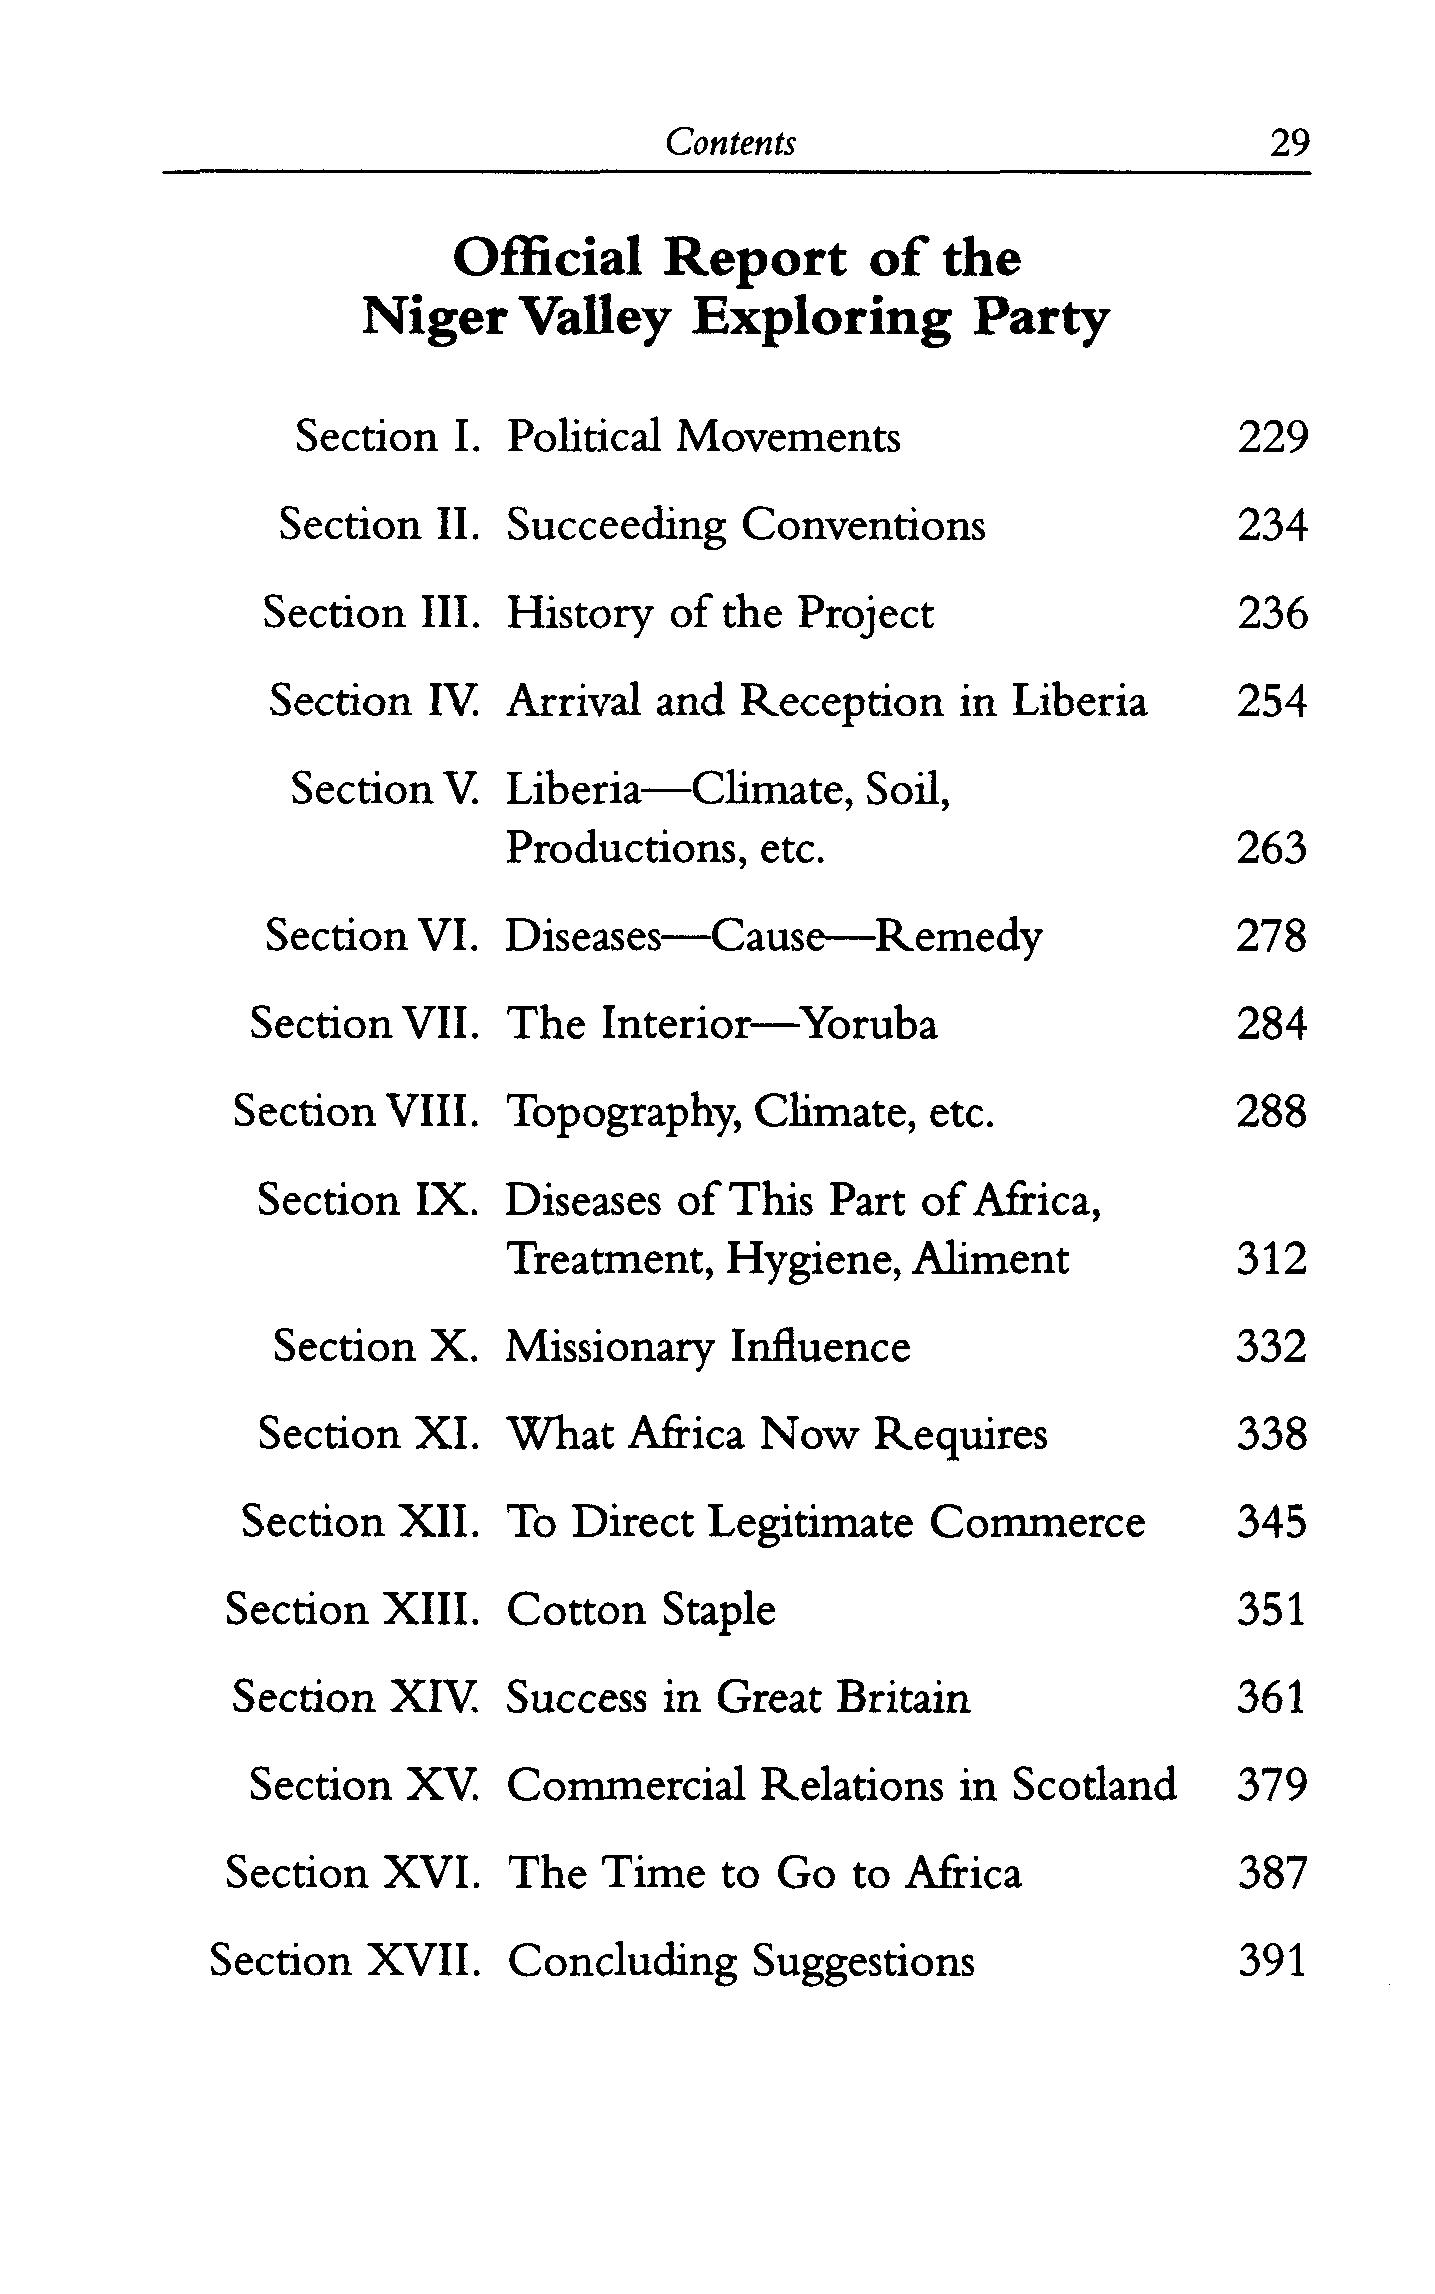 Contents 29
Official Report of the
Niger Valley Exploring Party
Section I. Political Movements 229
Section II. Succeeding Conventions 234
Section III. History of the Project 236
Section IV. Arrival and Reception in Liberia 254
Section V. Liberia—Climate, Soil,
Productions, etc. 263
Section VI. Diseases—Cause—Remedy 278
Section VII. The Interior—Yoruba 284
Section VIII. Topography, Climate, etc. 288
Section IX. Diseases of This Part of Africa,
Treatment, Hygiene, Aliment 312
Section X. Missionary Influence 332
Section XI. What Africa Now Requires 338
Section XII. To Direct Legitimate Commerce 345
Section XIII. Cotton Staple 351
Section XIV. Success in Great Britain 361
Section XV. Commercial Relations in Scotland 379
Section XVI. The Time to Go to Africa 387
Section XVII. Concluding Suggestions 391